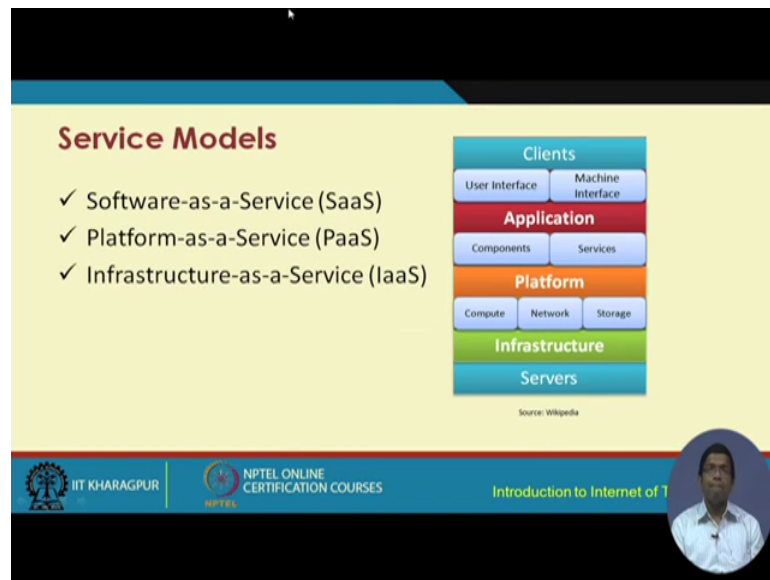 Service Models
✓ Software-as-a-Service (SaaS)
✓ Platform-as-a-Service (PaaS)
✓ Infrastructure-as-a-Service (IaaS)
Clients
User Interface
Machine
Interface
Application
Components
Services
Platform
Compute
Network
Storage
Infrastructure
Servers
Source: Wikipedia
IIT KHARAGPUR
NPTEL
NPTEL ONLINE
CERTIFICATION COURSES
Introduction to Internet of T